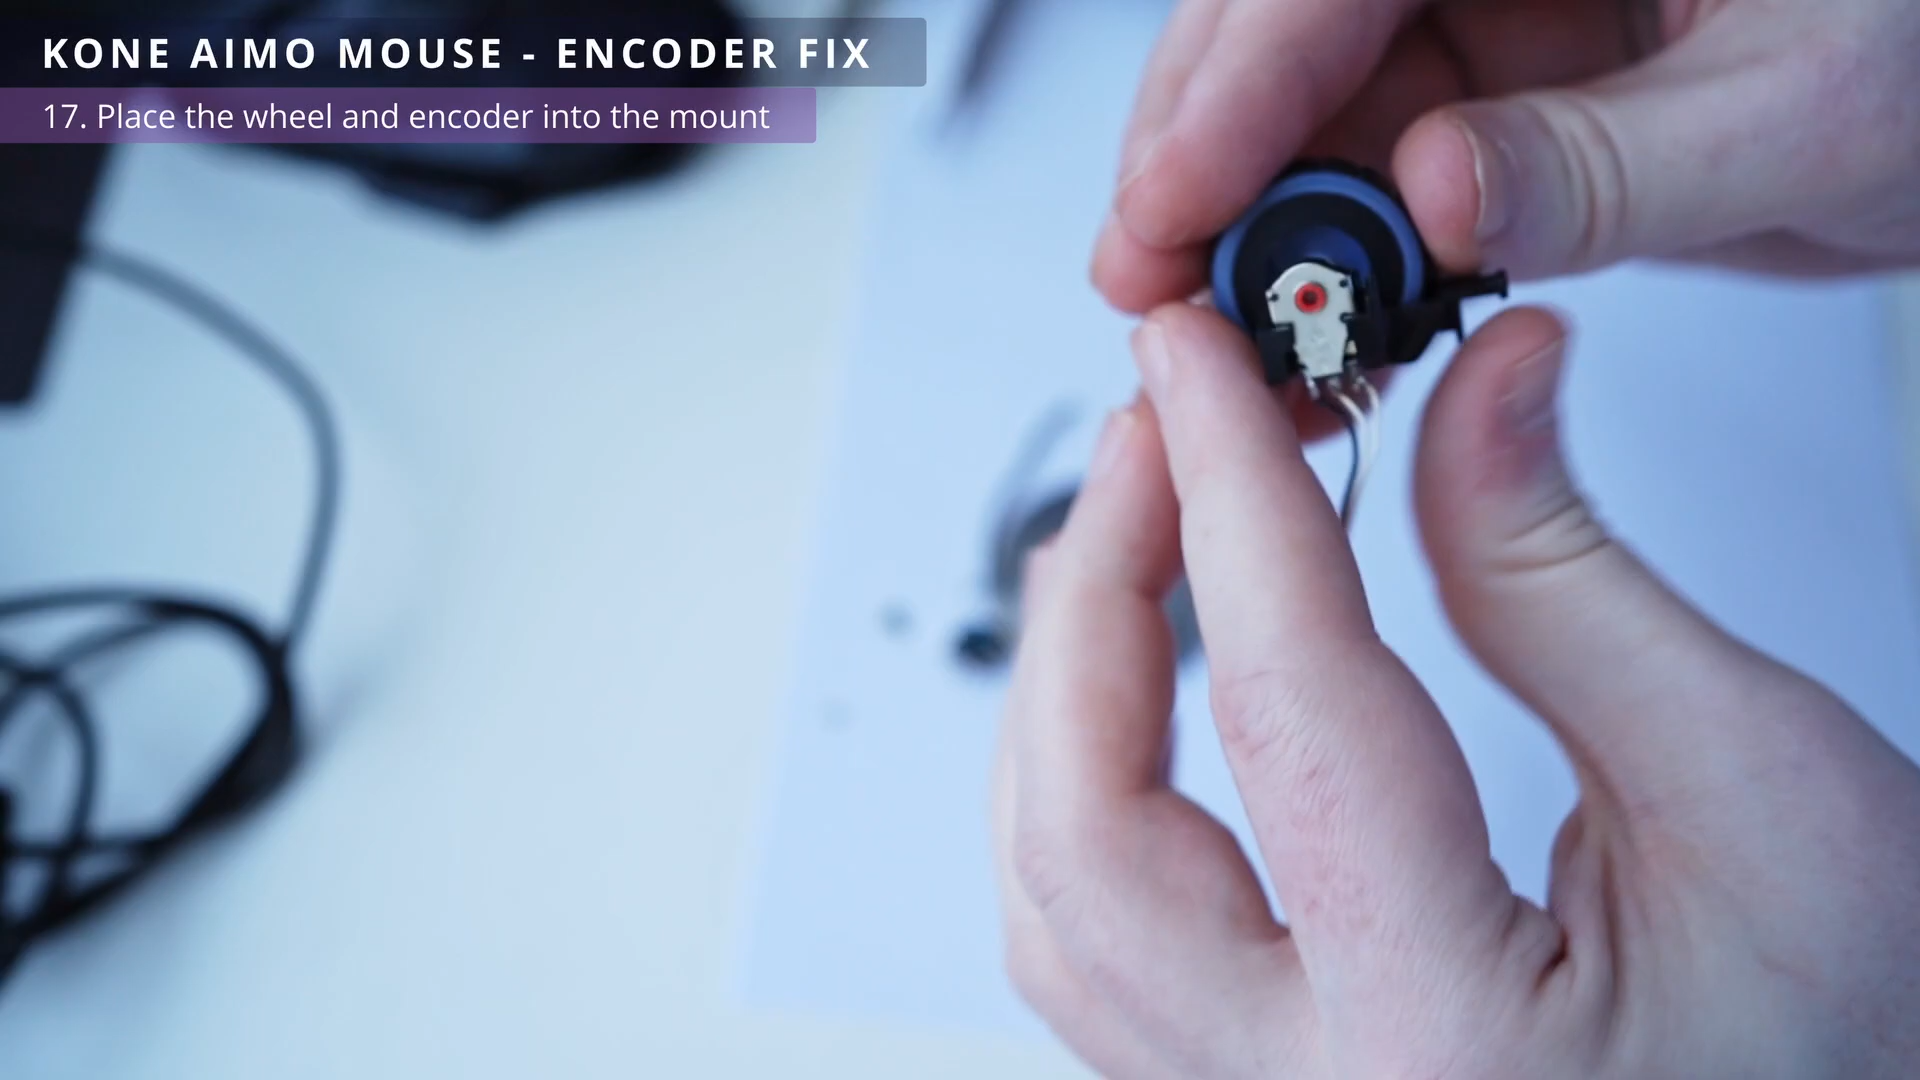 KONE AIMO MOUSE - ENCODER FIX
17. Place the wheel and encoder into the mount